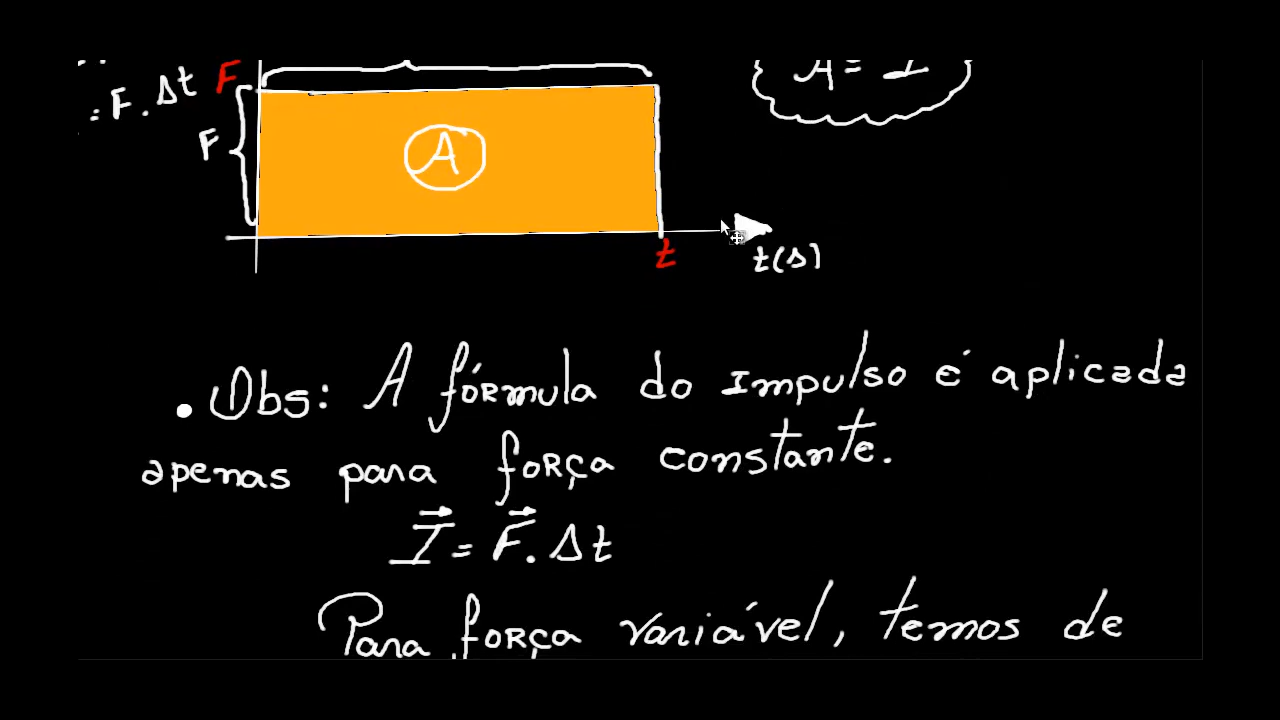 F
= F. Δt
A = I
F
A
t
t(s)
• Obs: A fórmula do Impulso é aplicada
apenas para força constante.
I = F. Δt
Para força variável, temos de